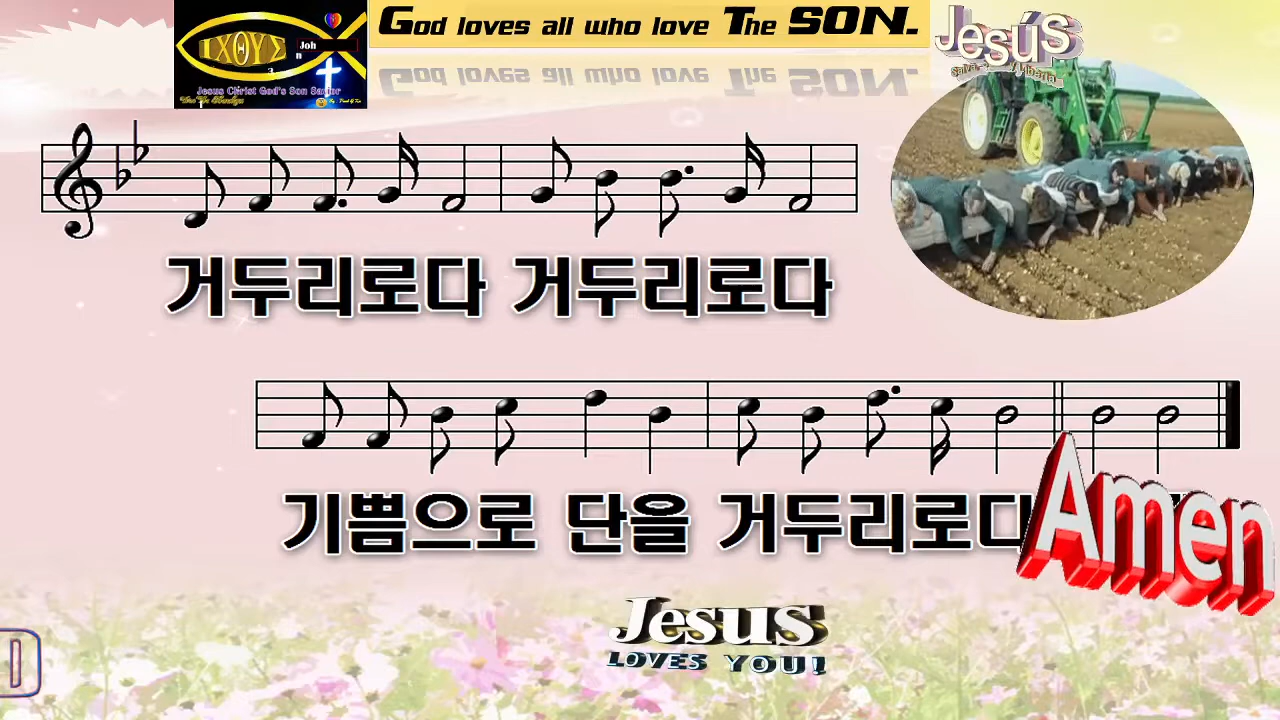 God loves all who love The SON.
ΙΧΘΥΣ
Joh
n
3
Jesus Christ God's Son Savior
Jesús
거두리로다 거두리로다
기쁨으로 단을 거두리로다
Amen
Jesus
LOVES YOU!